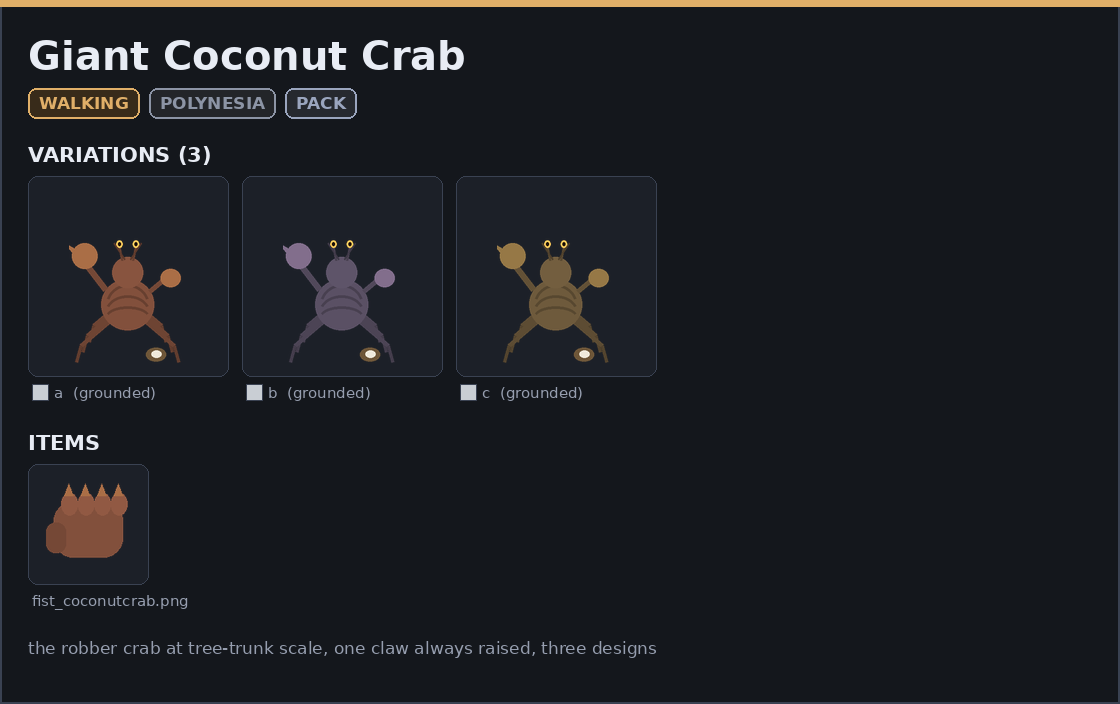 Giant Coconut Crab
WALKING POLYNESIA PACK
VARIATIONS (3)
a (grounded) b (grounded) c (grounded)
ITEMS
fist_coconutcrab.png
the robber crab at tree-trunk scale, one claw always raised, three designs